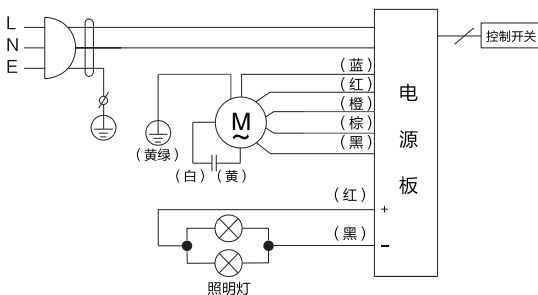 L
N
E
控制开关
(蓝)
(红)
(橙)
(棕)
(黑)
M
~
(黄绿)
(白) (黄)
电
源
板
(红)
+
(黑)
-
照明灯